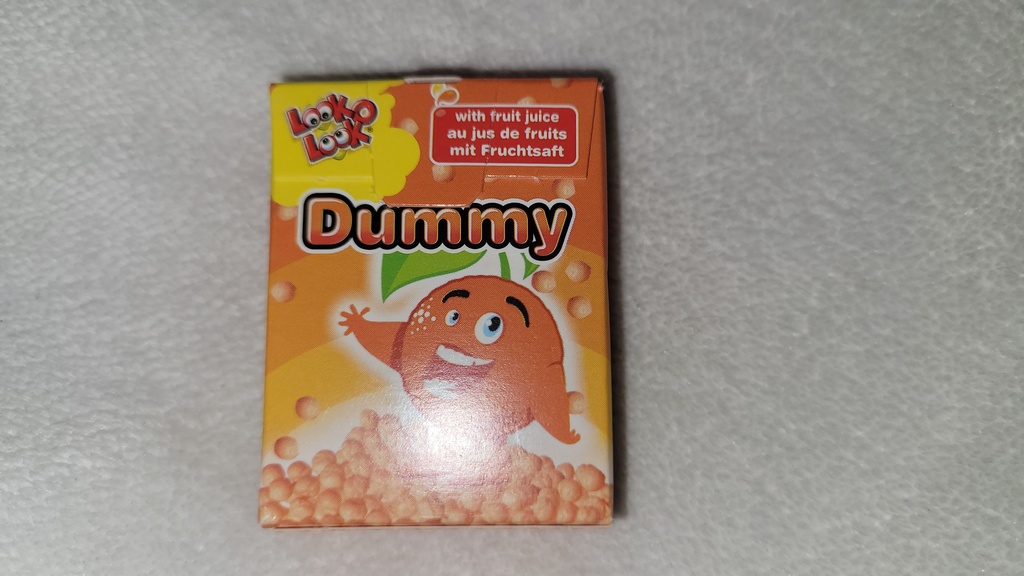 LOOK-O
LOOK
with fruit juice
au jus de fruits
mit Fruchtsaft
Dummy